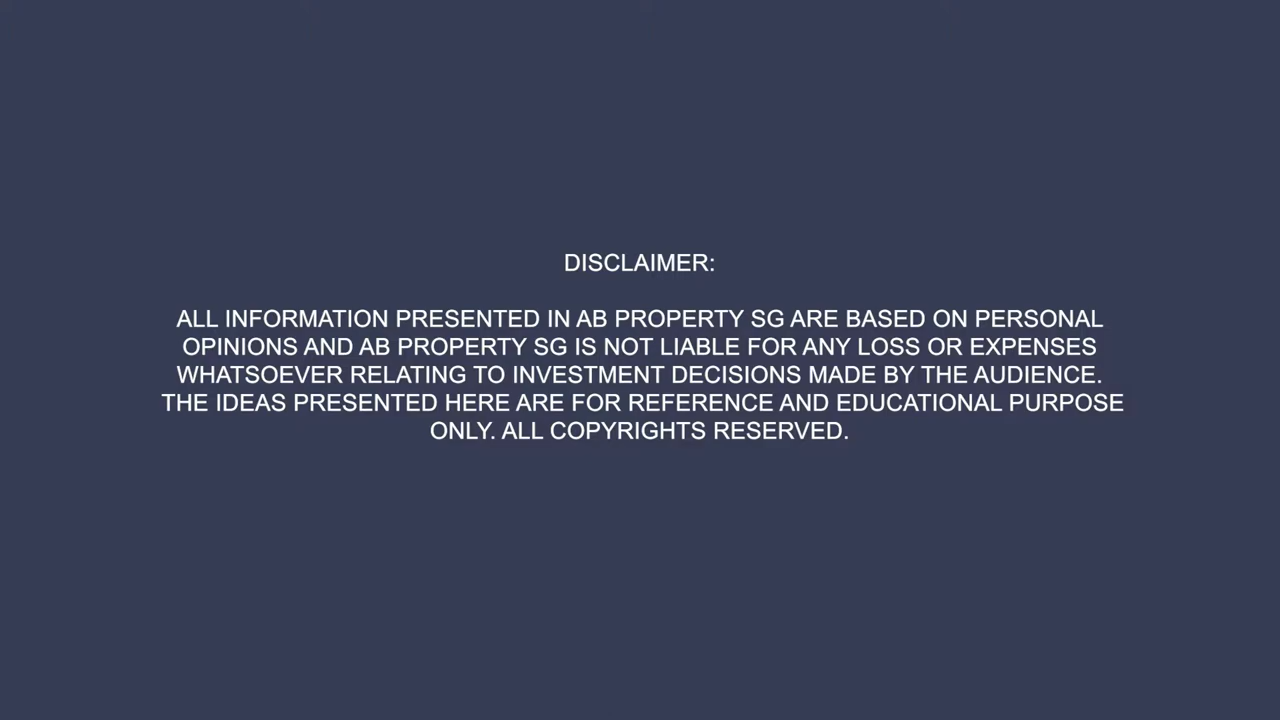 DISCLAIMER:
ALL INFORMATION PRESENTED IN AB PROPERTY SG ARE BASED ON PERSONAL
OPINIONS AND AB PROPERTY SG IS NOT LIABLE FOR ANY LOSS OR EXPENSES
WHATSOEVER RELATING TO INVESTMENT DECISIONS MADE BY THE AUDIENCE.
THE IDEAS PRESENTED HERE ARE FOR REFERENCE AND EDUCATIONAL PURPOSE
ONLY. ALL COPYRIGHTS RESERVED.